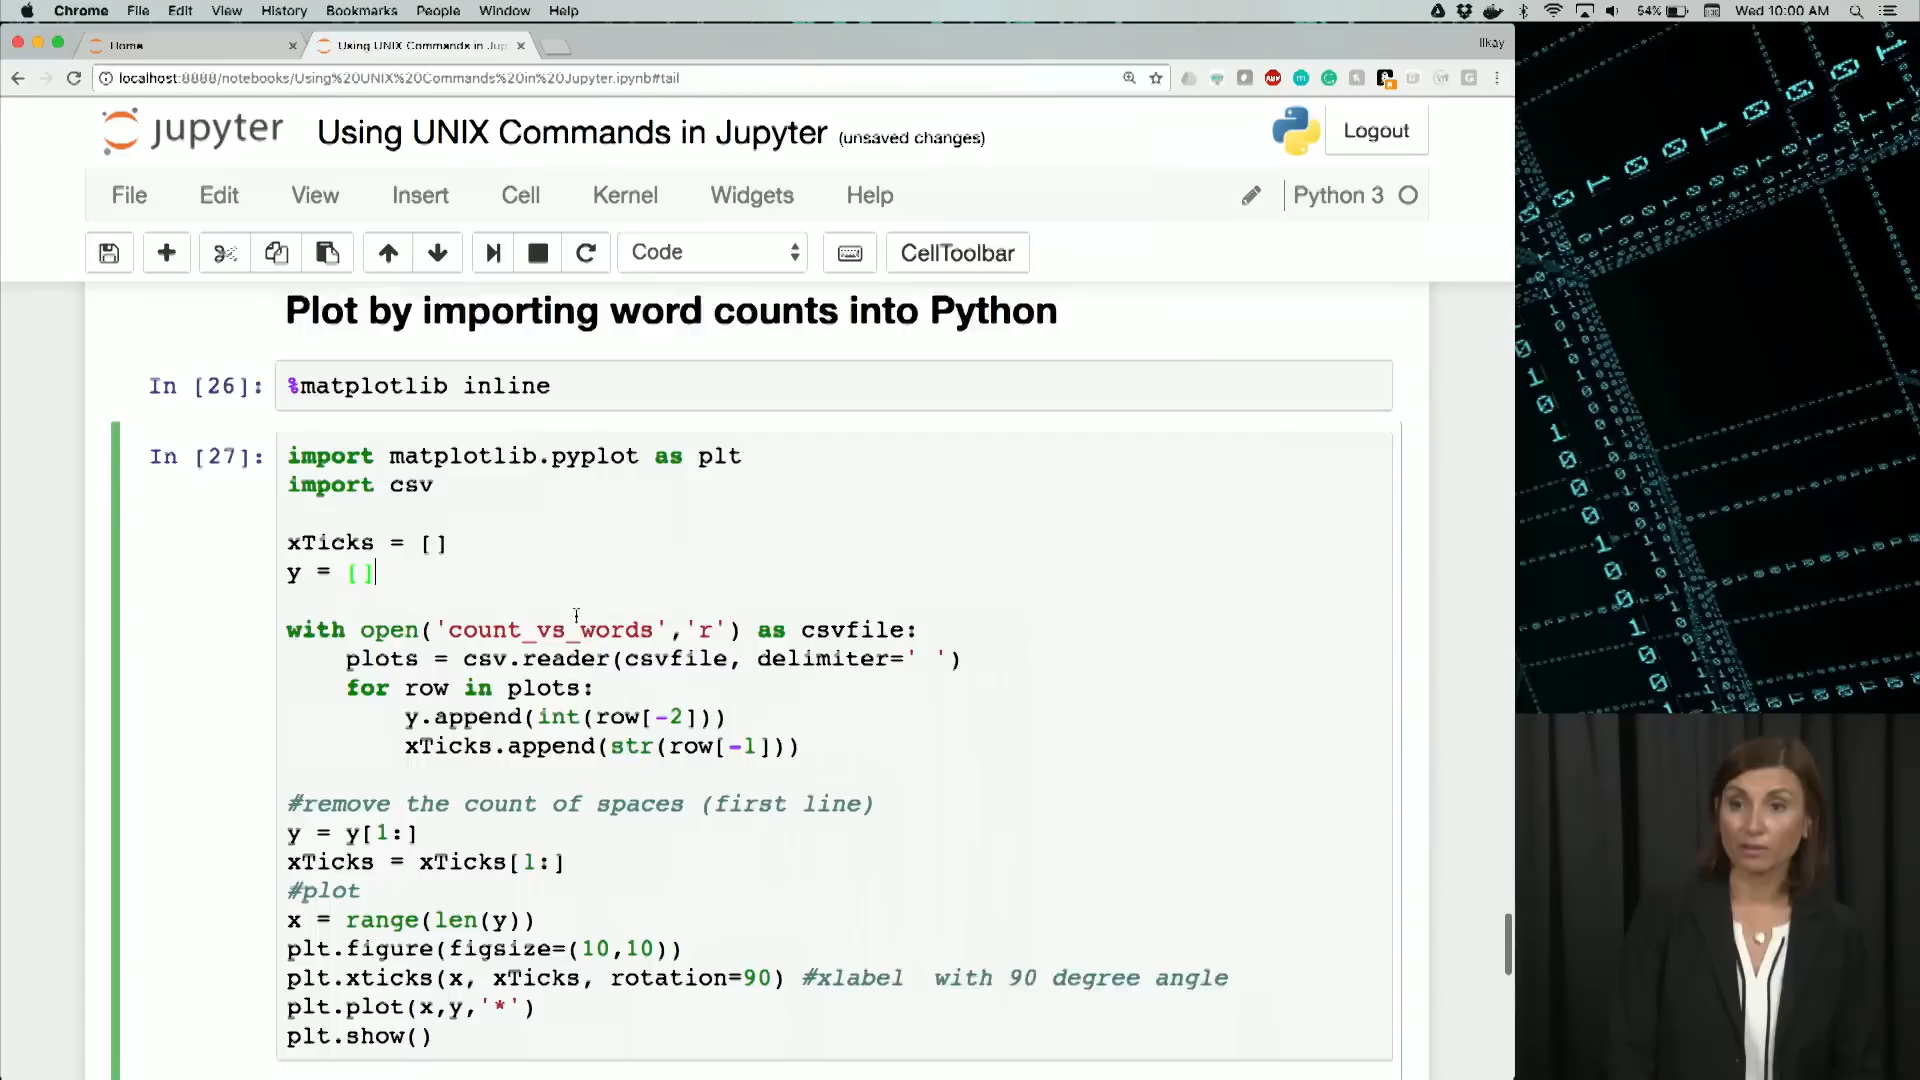 Chrome File Edit View History Bookmarks People Window Help 54% Wed 10:00 AM
Home Using UNIX Commands in Jup Ilkay
localhost:8888/notebooks/Using%20UNIX%20Commands%20in%20Jupyter.ipynb#tail
jupyter Using UNIX Commands in Jupyter (unsaved changes) Logout
File Edit View Insert Cell Kernel Widgets Help Python 3
Code CellToolbar
Plot by importing word counts into Python
In [26]: %matplotlib inline
In [27]: import matplotlib.pyplot as plt
import csv
xTicks = []
y = []
with open('count_vs_words','r') as csvfile:
plots = csv.reader(csvfile, delimiter=' ')
for row in plots:
y.append(int(row[-2]))
xTicks.append(str(row[-1]))
#remove the count of spaces (first line)
y = y[1:]
xTicks = xTicks[1:]
#plot
x = range(len(y))
plt.figure(figsize=(10,10))
plt.xticks(x, xTicks, rotation=90) #xlabel with 90 degree angle
plt.plot(x,y,'*')
plt.show()